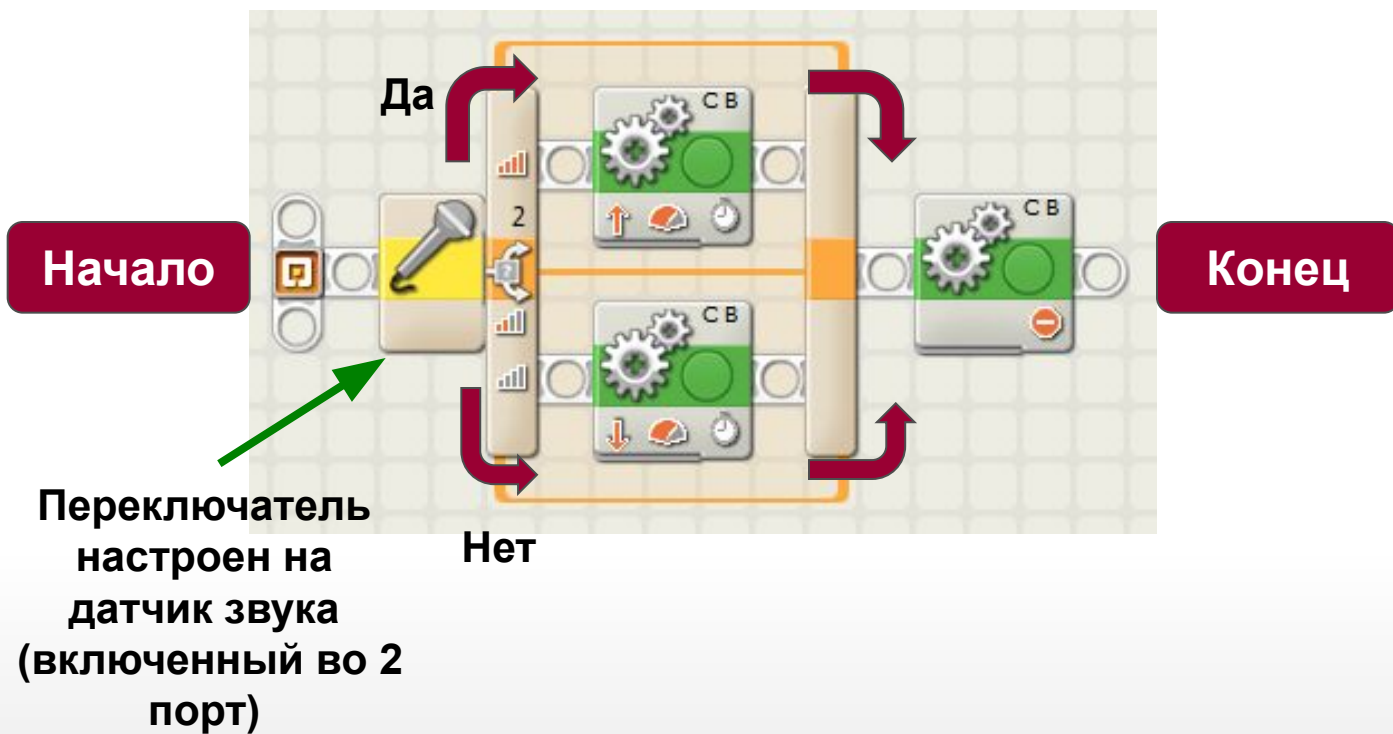 Да
C B
2
C B
Начало
Конец
C B
Переключатель
настроен на
датчик звука
(включенный во 2
порт)
Нет